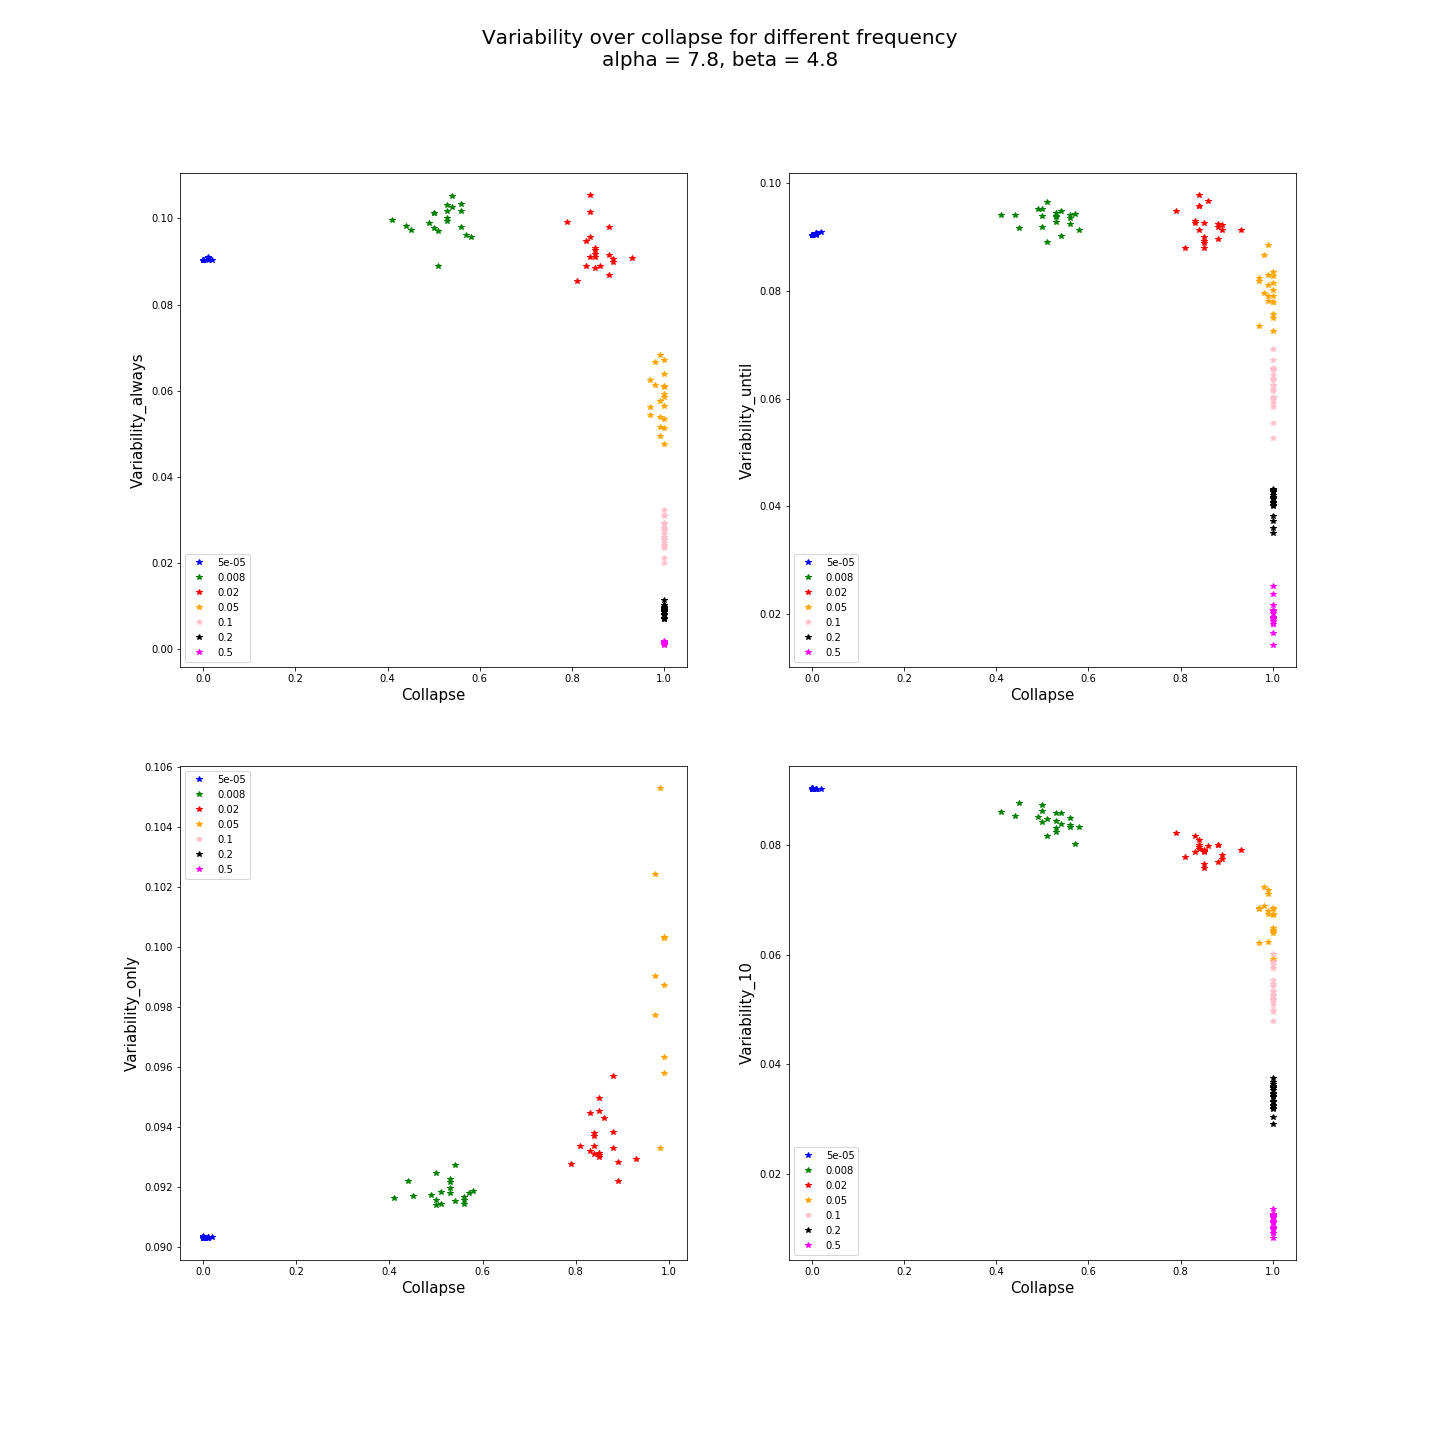 Variability over collapse for different frequency
alpha = 7.8, beta = 4.8
Variability_always
0.10
0.08
0.06
0.04
0.02
0.00
5e-05
0.008
0.02
0.05
0.1
0.2
0.5
0.0 0.2 0.4 0.6 0.8 1.0
Collapse
Variability_until
0.10
0.08
0.06
0.04
0.02
5e-05
0.008
0.02
0.05
0.1
0.2
0.5
0.0 0.2 0.4 0.6 0.8 1.0
Collapse
Variability_only
0.106
0.104
0.102
0.100
0.098
0.096
0.094
0.092
0.090
5e-05
0.008
0.02
0.05
0.1
0.2
0.5
0.0 0.2 0.4 0.6 0.8 1.0
Collapse
Variability_10
0.08
0.06
0.04
0.02
5e-05
0.008
0.02
0.05
0.1
0.2
0.5
0.0 0.2 0.4 0.6 0.8 1.0
Collapse